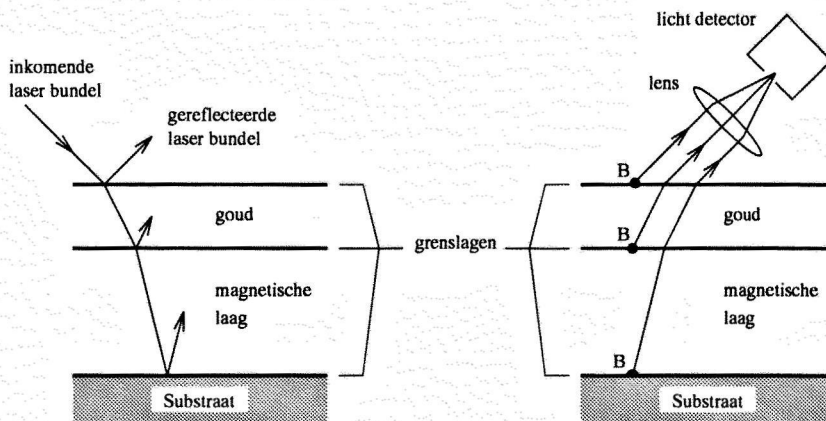 inkomende
laser bundel
gereflecteerde
laser bundel
goud
magnetische
laag
Substraat
grenslagen
licht detector
lens
B
goud
B
magnetische
laag
B
Substraat